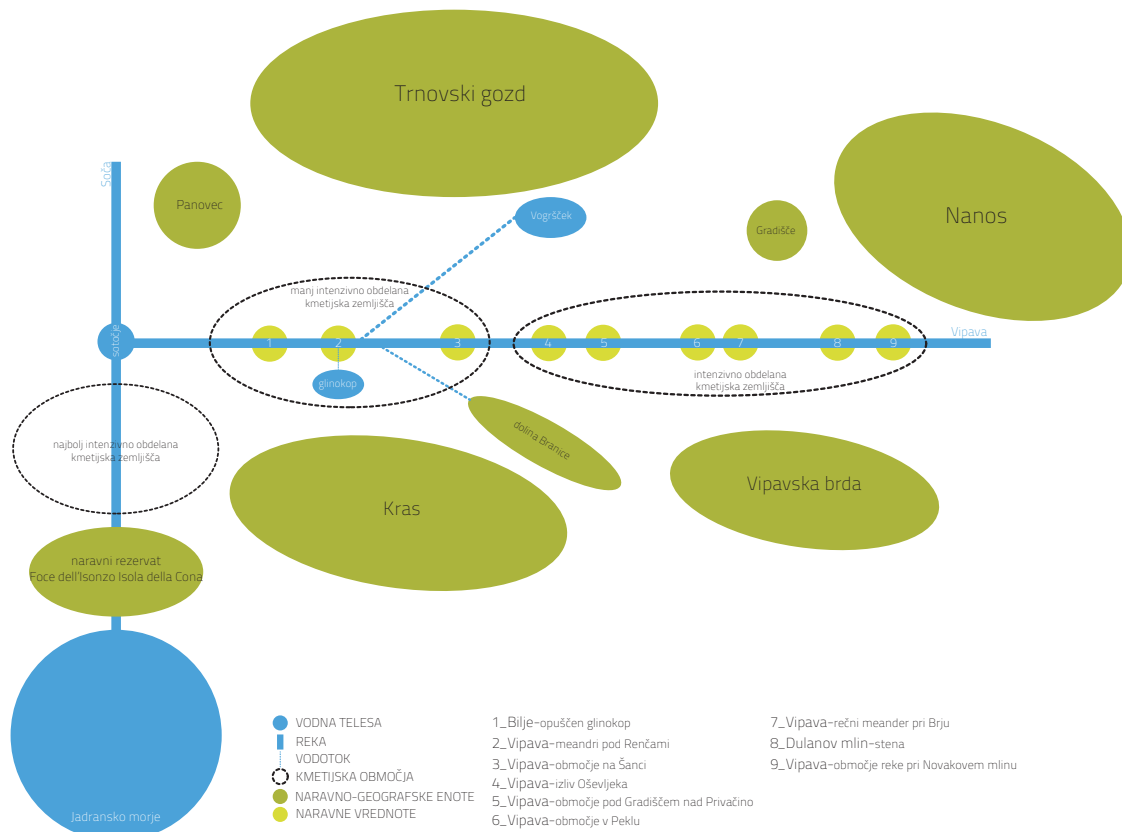 Trnovski gozd
Soča
Panovec
Vogršček
Gradišče
Nanos
manj intenzivno obdelana
kmetijska zemljišča
sotočje
1
2
3
4
5
6
7
8
9
Vipava
glinokop
intenzivno obdelana
kmetijska zemljišča
najbolj intenzivno obdelana
kmetijska zemljišča
dolina Branice
Kras
Vipavska brda
naravni rezervat
Foce dell'Isonzo Isola della Cona
Jadransko morje
VODNA TELESA
REKA
VODOTOK
KMETIJSKA OBMOČJA
NARAVNO-GEOGRAFSKE ENOTE
NARAVNE VREDNOTE
1_Bilje-opuščen glinokop
2_Vipava-meandri pod Renčami
3_Vipava-območje na Šanci
4_Vipava-izliv Oševljeka
5_Vipava-območje pod Gradiščem nad Privačino
6_Vipava-območje v Peklu
7_Vipava-rečni meander pri Brju
8_Dulanov mlin-stena
9_Vipava-območje reke pri Novakovem mlinu